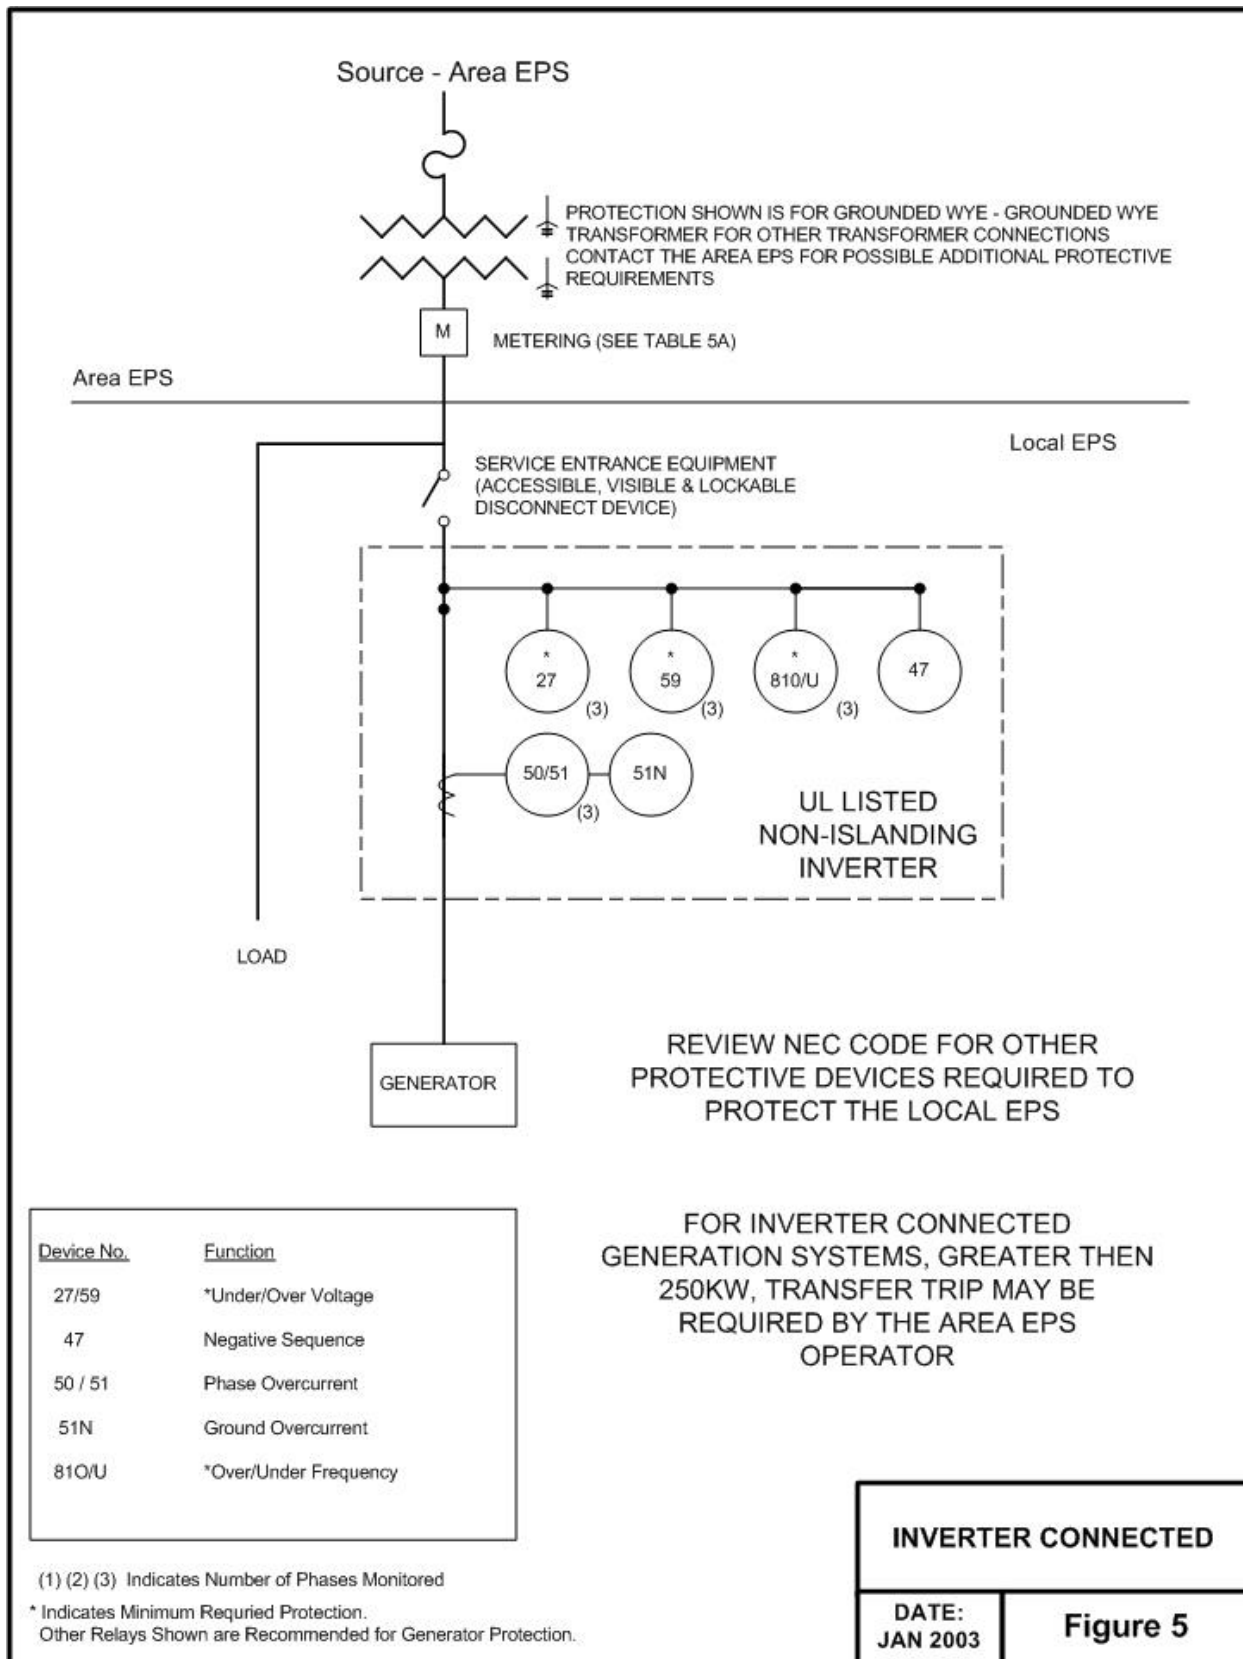 Source - Area EPS
PROTECTION SHOWN IS FOR GROUNDED WYE - GROUNDED WYE
TRANSFORMER FOR OTHER TRANSFORMER CONNECTIONS
CONTACT THE AREA EPS FOR POSSIBLE ADDITIONAL PROTECTIVE
REQUIREMENTS
M
METERING (SEE TABLE 5A)
Area EPS
Local EPS
SERVICE ENTRANCE EQUIPMENT
(ACCESSIBLE, VISIBLE & LOCKABLE
DISCONNECT DEVICE)
* * *
27 59 810/U 47
(3) (3) (3)
50/51 51N
(3)
UL LISTED
NON-ISLANDING
INVERTER
LOAD
GENERATOR
REVIEW NEC CODE FOR OTHER
PROTECTIVE DEVICES REQUIRED TO
PROTECT THE LOCAL EPS
FOR INVERTER CONNECTED
GENERATION SYSTEMS, GREATER THEN
250KW, TRANSFER TRIP MAY BE
REQUIRED BY THE AREA EPS
OPERATOR
Device No. Function
27/59 *Under/Over Voltage
47 Negative Sequence
50 / 51 Phase Overcurrent
51N Ground Overcurrent
81O/U *Over/Under Frequency
(1) (2) (3) Indicates Number of Phases Monitored
* Indicates Minimum Requried Protection.
Other Relays Shown are Recommended for Generator Protection.
INVERTER CONNECTED
DATE:
JAN 2003
Figure 5